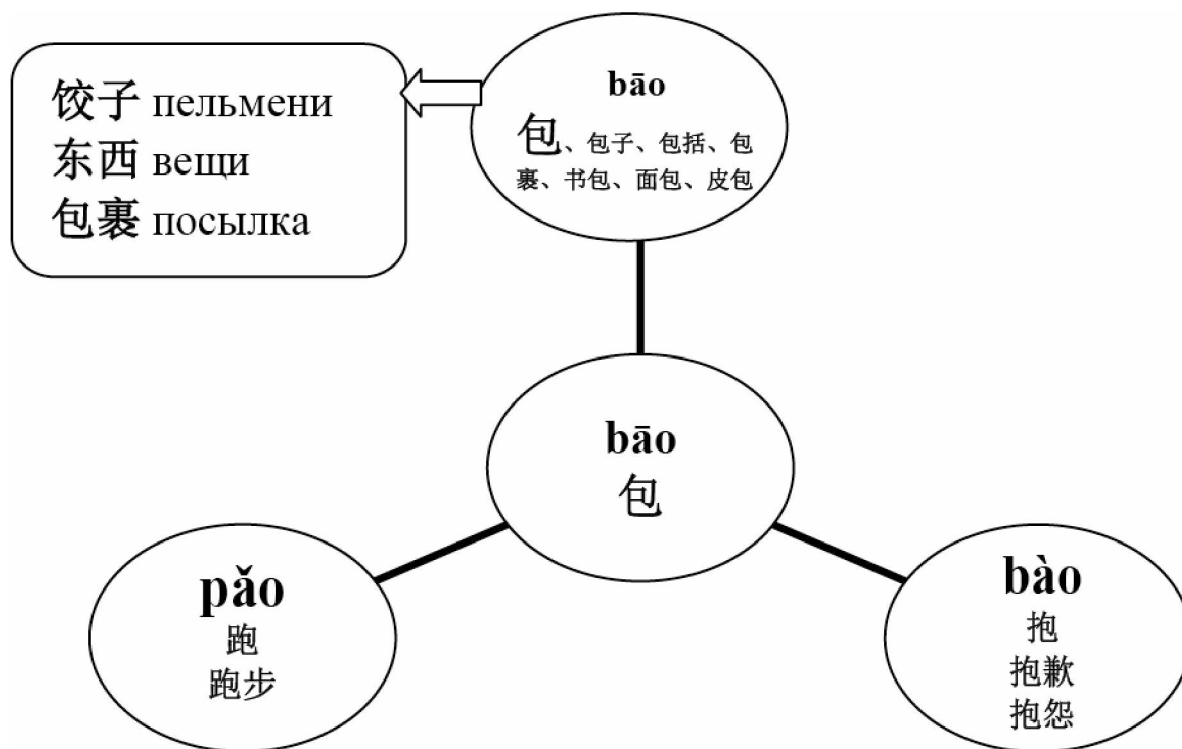 饺子 пельмени
东西 вещи
包裹 посылка
bāo
包、包子、包括、包
裹、书包、面包、皮包
bāo
包
pǎo
跑
跑步
bào
抱
抱歉
抱怨